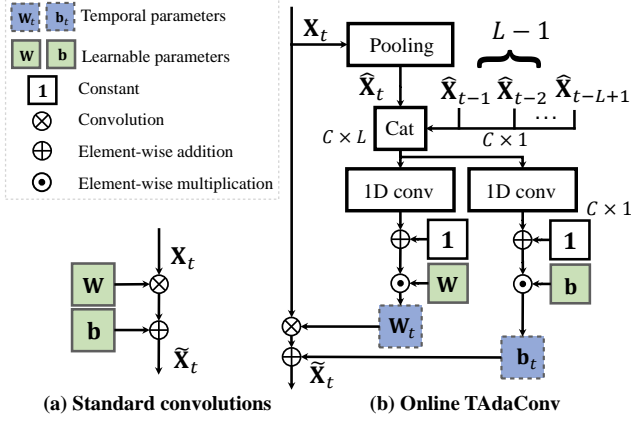 W_t b_t Temporal parameters
W b Learnable parameters
1 Constant
Convolution
Element-wise addition
Element-wise multiplication
X_t
W
b
X̃_t
(a) Standard convolutions
X_t
Pooling
L − 1
X̂_t
X̂_{t−1} X̂_{t−2} ... X̂_{t−L+1}
C × L
Cat
C × 1
1D conv 1D conv
C × 1
1 1
W b
W_t
b_t
X̃_t
(b) Online TAdaConv